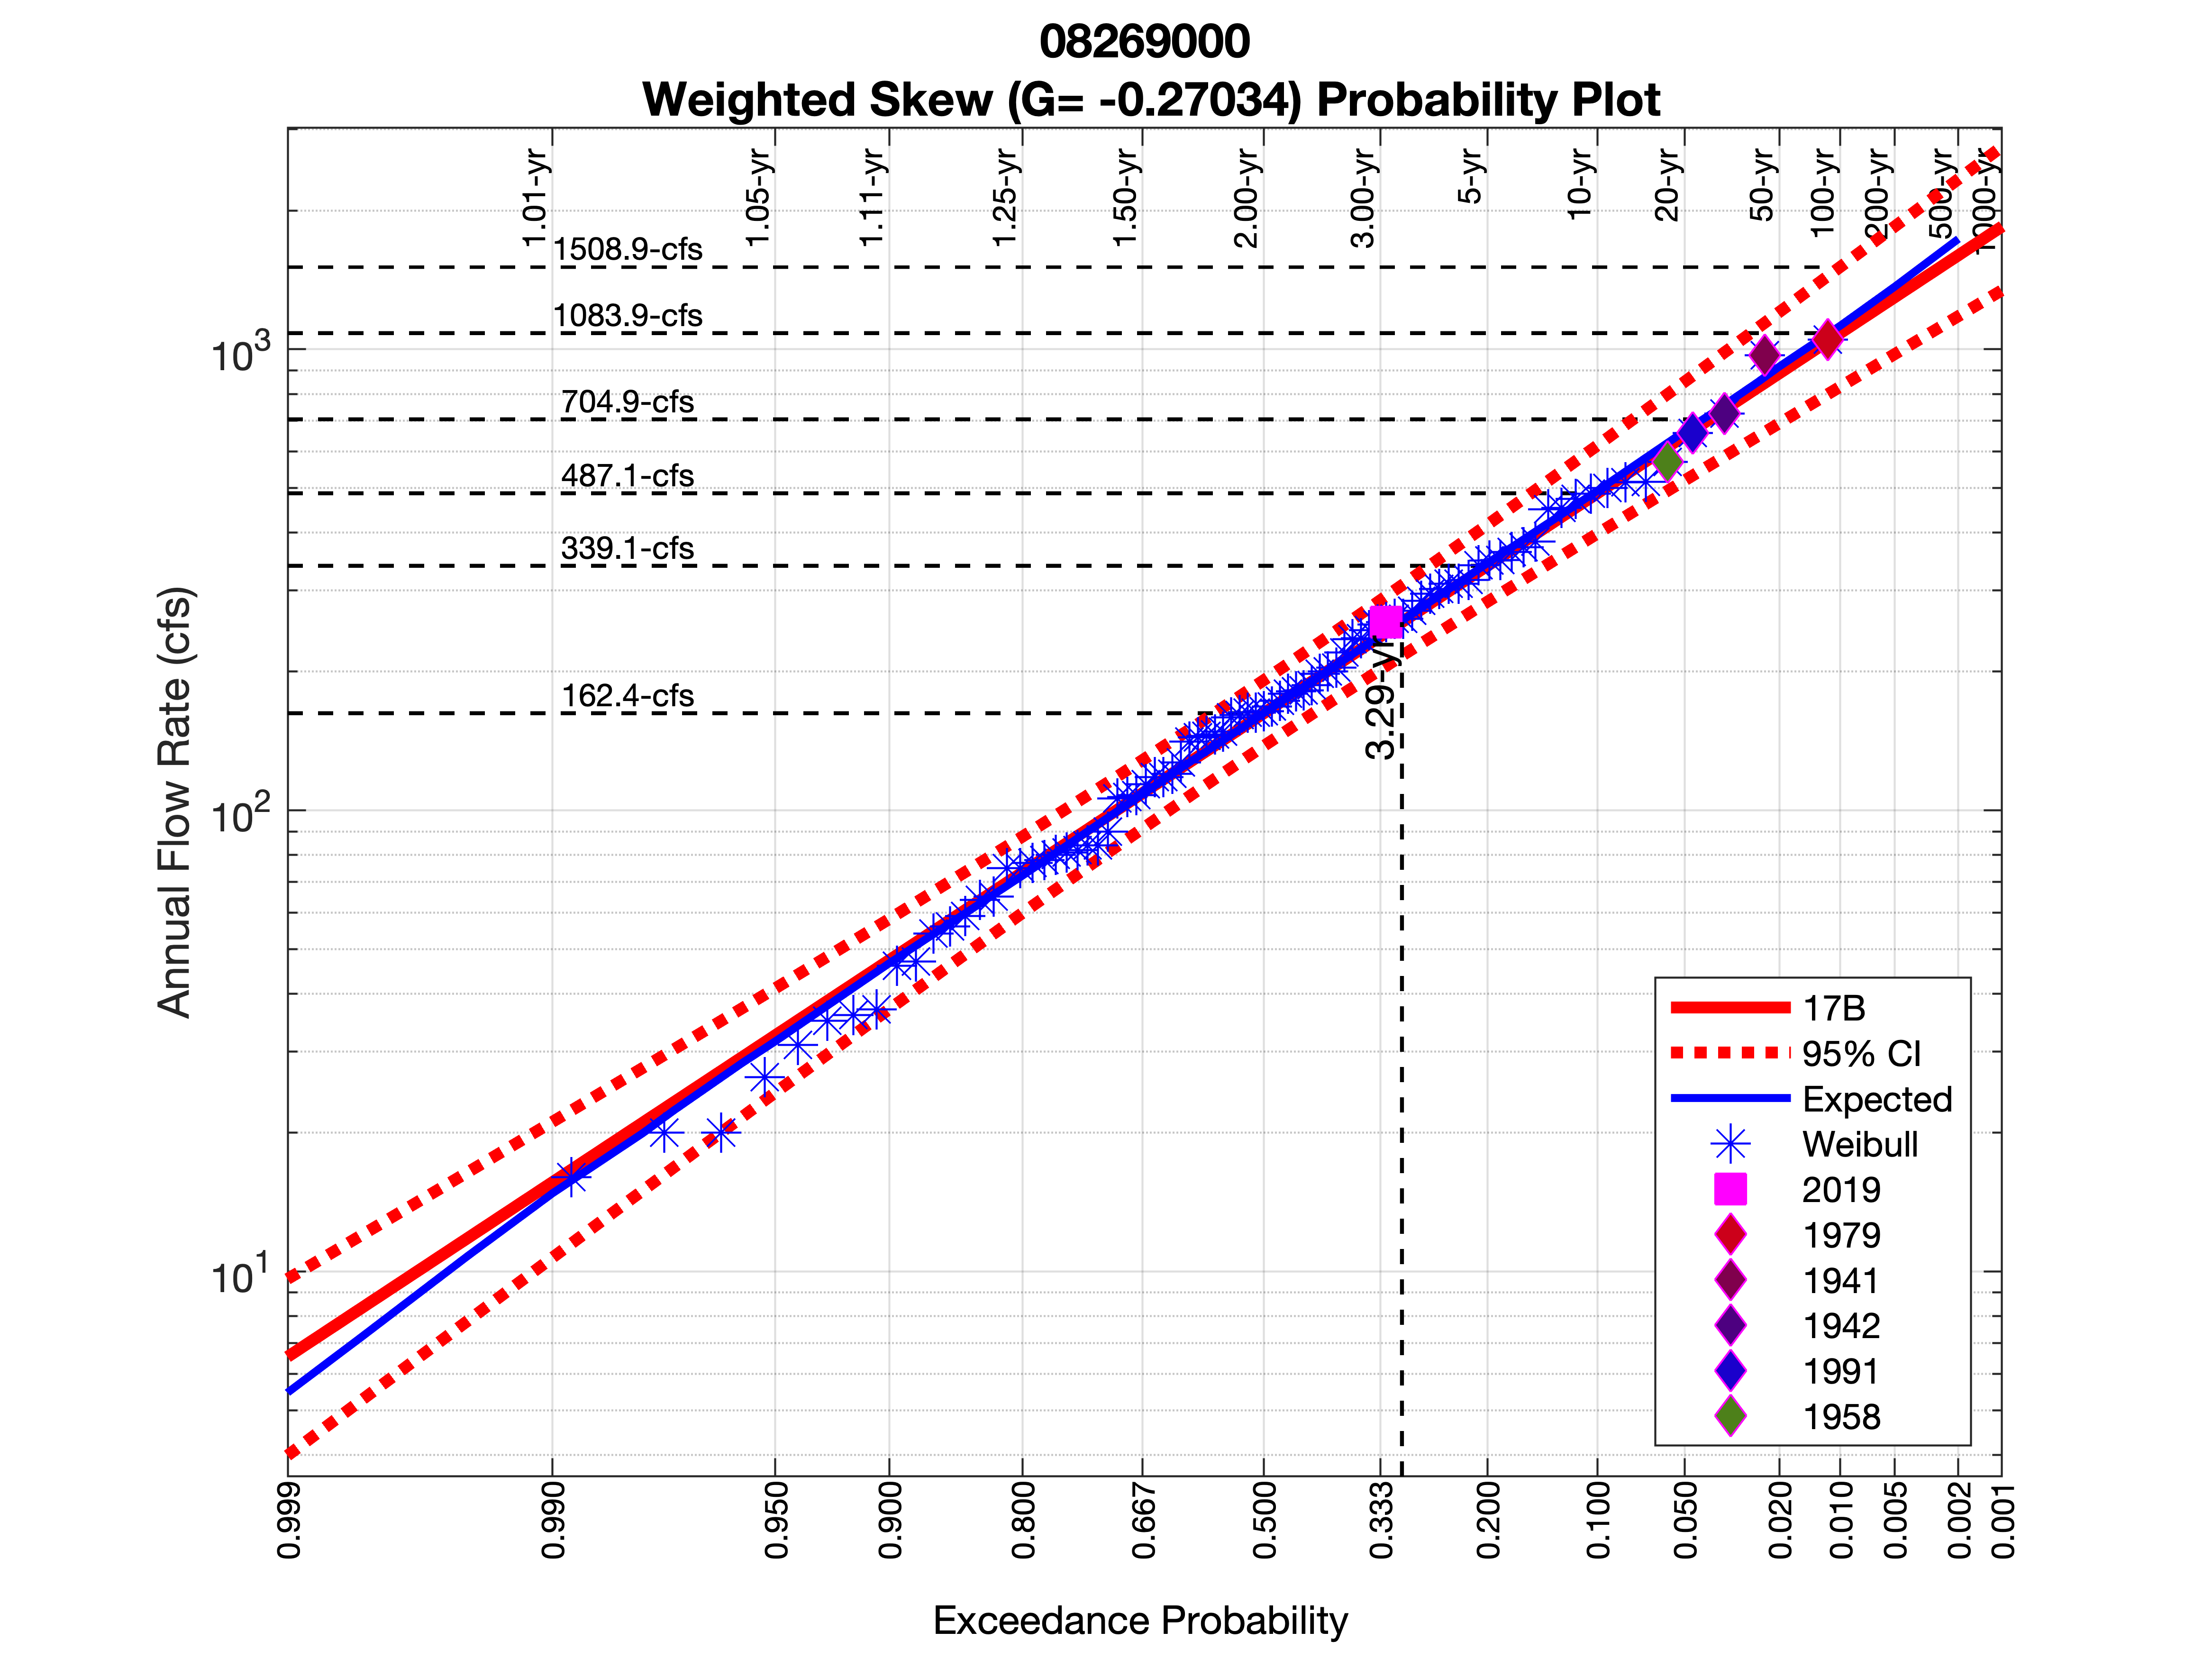 08269000
Weighted Skew (G= -0.27034) Probability Plot
1.01-yr
1.05-yr
1.11-yr
1.25-yr
1.50-yr
2.00-yr
3.00-yr
5-yr
10-yr
20-yr
50-yr
100-yr
200-yr
500-yr
1000-yr
1508.9-cfs
1083.9-cfs
704.9-cfs
487.1-cfs
339.1-cfs
162.4-cfs
3.29-yr
10³
10²
10¹
Annual Flow Rate (cfs)
17B
95% CI
Expected
Weibull
2019
1979
1941
1942
1991
1958
0.999
0.990
0.950
0.900
0.800
0.667
0.500
0.333
0.200
0.100
0.050
0.020
0.010
0.005
0.002
0.001
Exceedance Probability